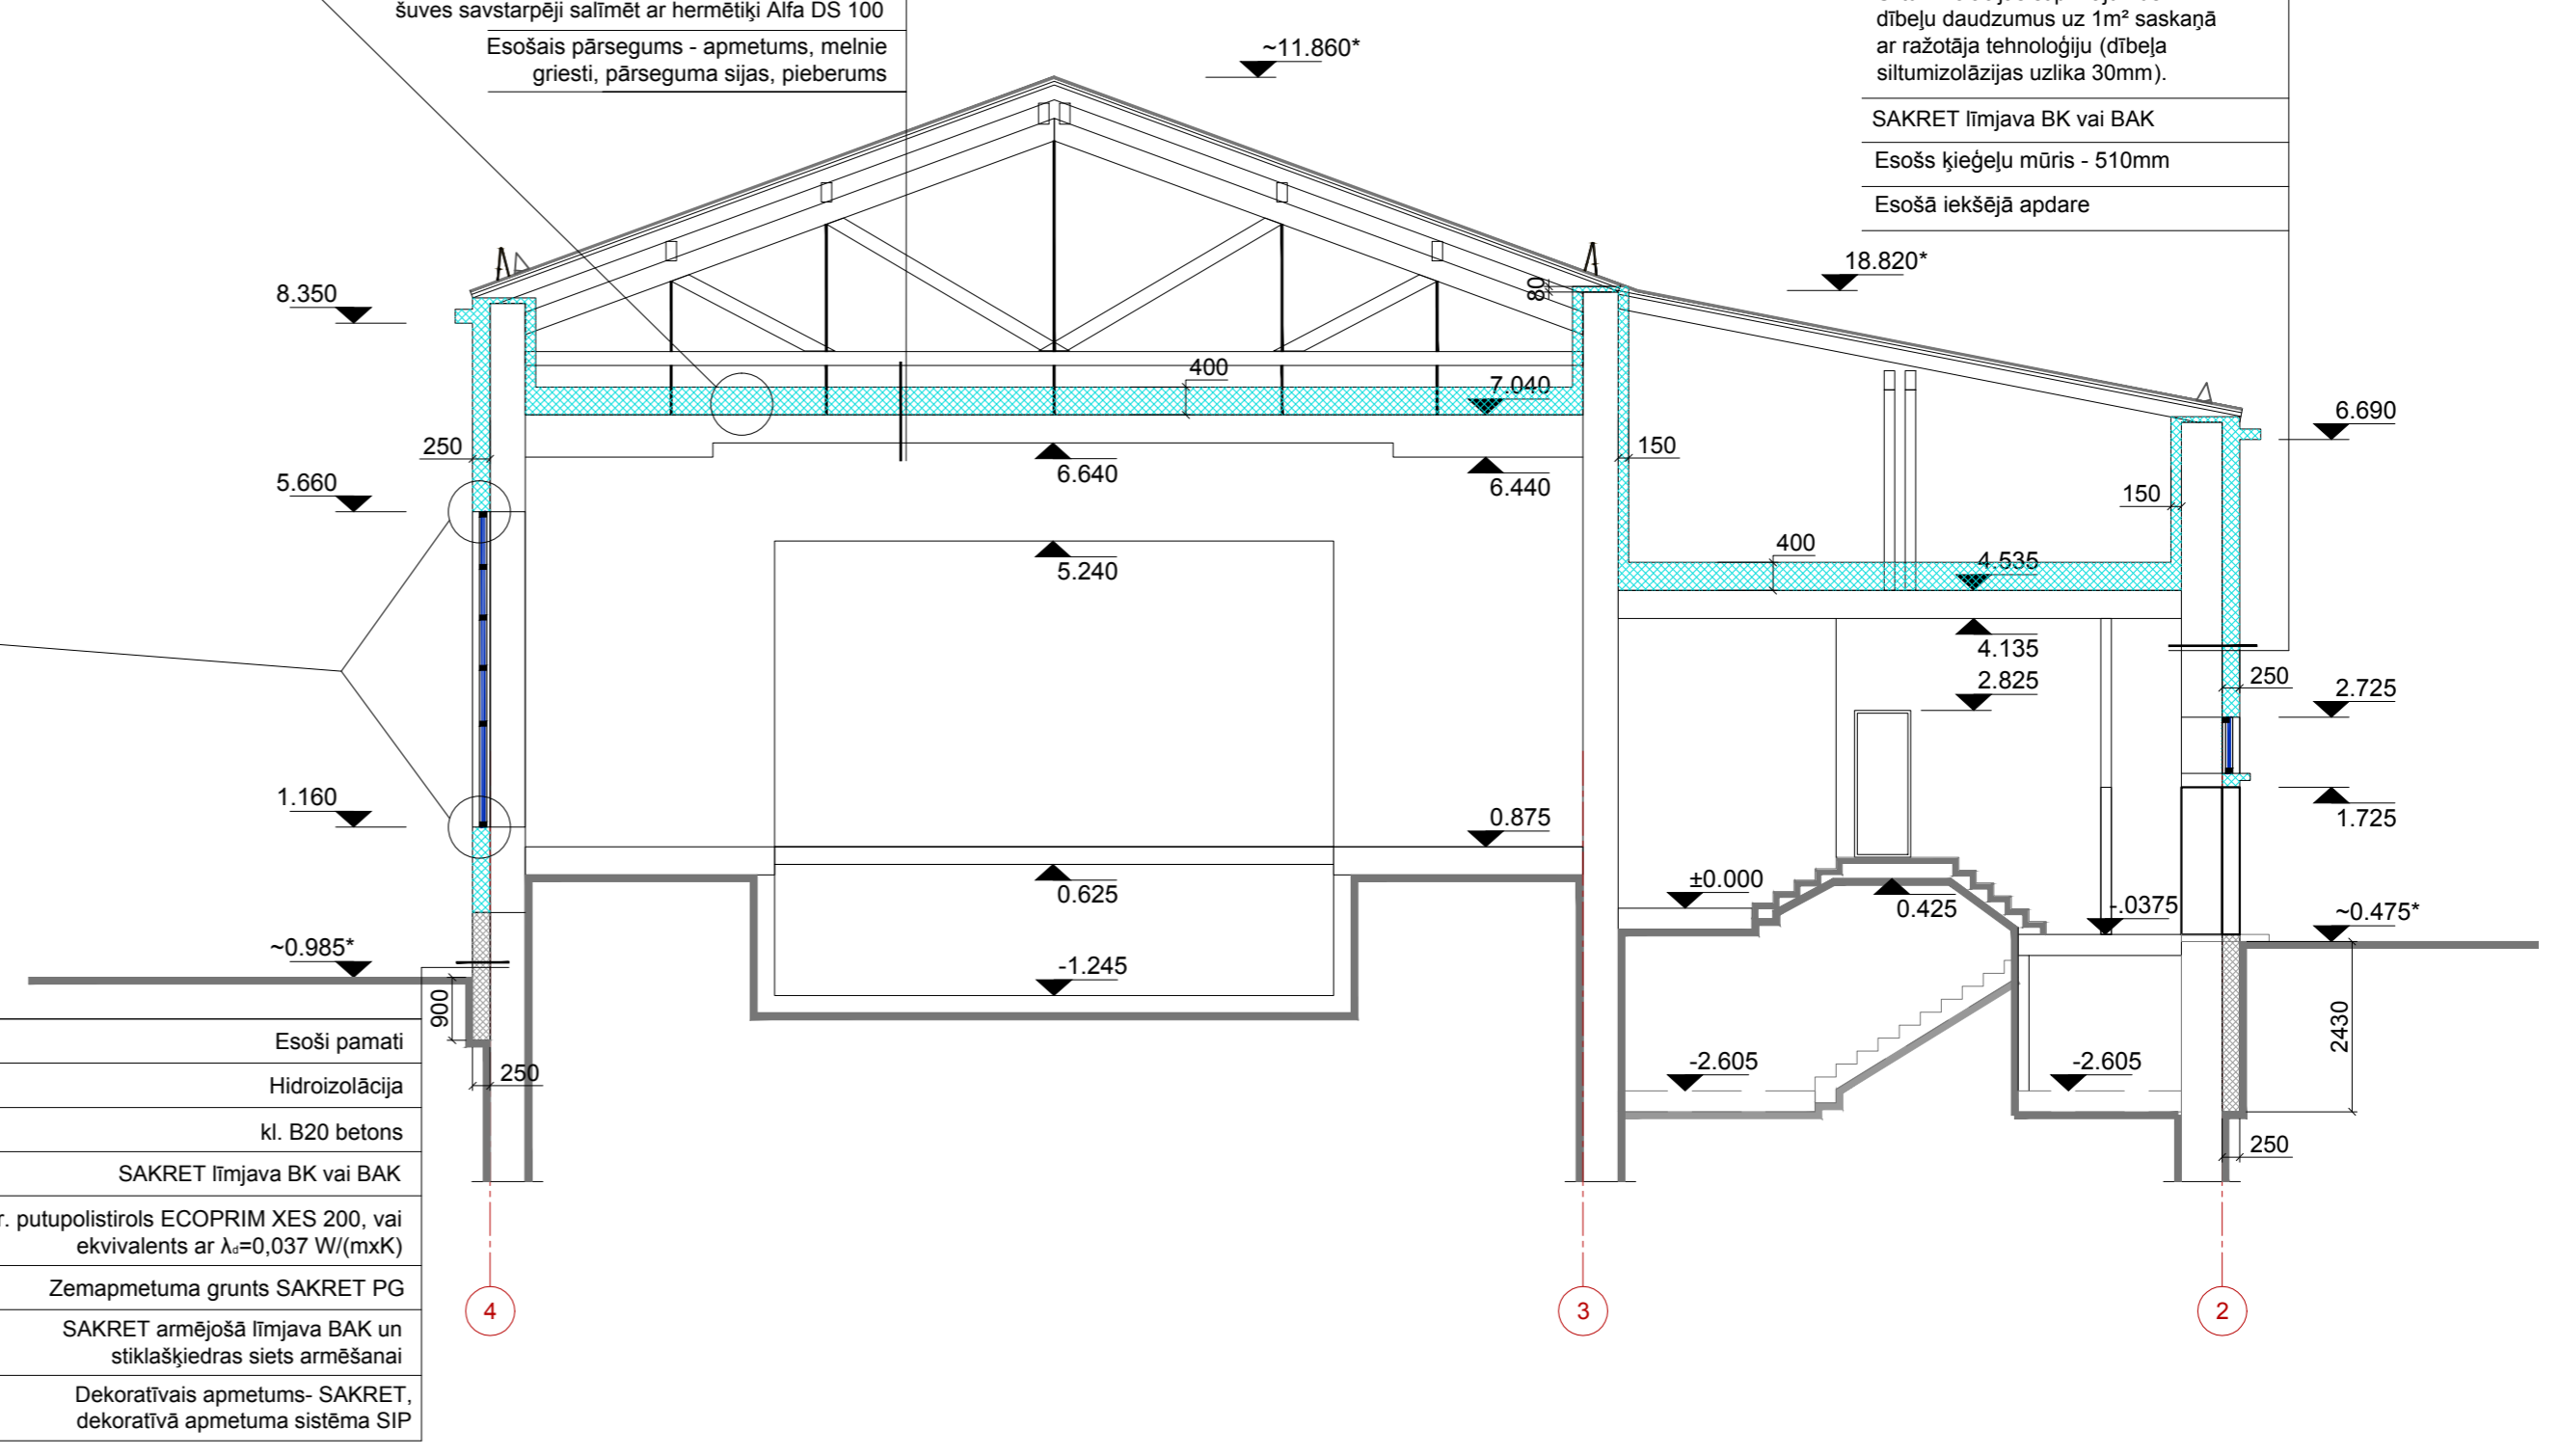 šuves savstarpēji salīmēt ar hermētiķi Alfa DS 100
Esošais pārsegums - apmetums, melnie
griesti, pārseguma sijas, pieberums
dībeļu daudzumus uz 1m² saskaņā
ar ražotāja tehnoloģiju (dībeļa
siltumizolāzijas uzlika 30mm).
SAKRET līmjava BK vai BAK
Esošs ķieģeļu mūris - 510mm
Esošā iekšējā apdare
~11.860*
18.820*
8.350
80
400
7.040
6.690
250
150
5.660
6.640
6.440
150
5.240
400
4.535
4.135
2.825
250
2.725
1.160
0.875
1.725
0.625
±0.000
0.425
-.0375
~0.475*
~0.985*
-1.245
900
2430
250
-2.605
-2.605
250
Esoši pamati
Hidroizolācija
kl. B20 betons
SAKRET līmjava BK vai BAK
r. putupolistirols ECOPRIM XES 200, vai
ekvivalents ar λd=0,037 W/(mxK)
Zemapmetuma grunts SAKRET PG
SAKRET armējošā līmjava BAK un
stiklašķiedras siets armēšanai
Dekoratīvais apmetums- SAKRET,
dekoratīvā apmetuma sistēma SIP
4
3
2